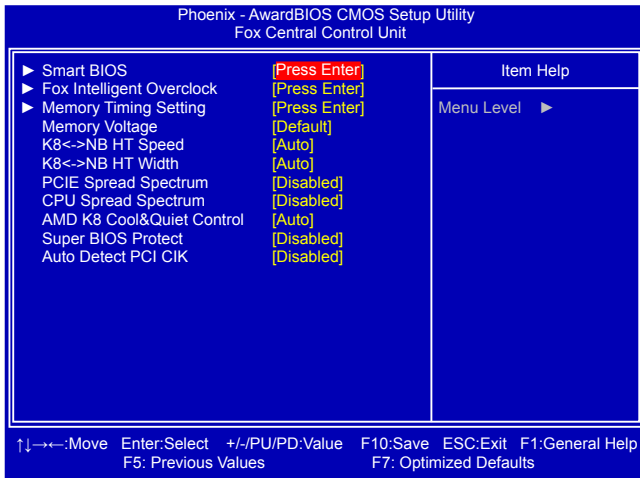 Phoenix - AwardBIOS CMOS Setup Utility
Fox Central Control Unit
► Smart BIOS [Press Enter]
► Fox Intelligent Overclock [Press Enter]
► Memory Timing Setting [Press Enter]
Memory Voltage [Default]
K8<->NB HT Speed [Auto]
K8<->NB HT Width [Auto]
PCIE Spread Spectrum [Disabled]
CPU Spread Spectrum [Disabled]
AMD K8 Cool&Quiet Control [Auto]
Super BIOS Protect [Disabled]
Auto Detect PCI ClK [Disabled]
Item Help
Menu Level ►
↑↓→←:Move Enter:Select +/-/PU/PD:Value F10:Save ESC:Exit F1:General Help
F5: Previous Values F7: Optimized Defaults